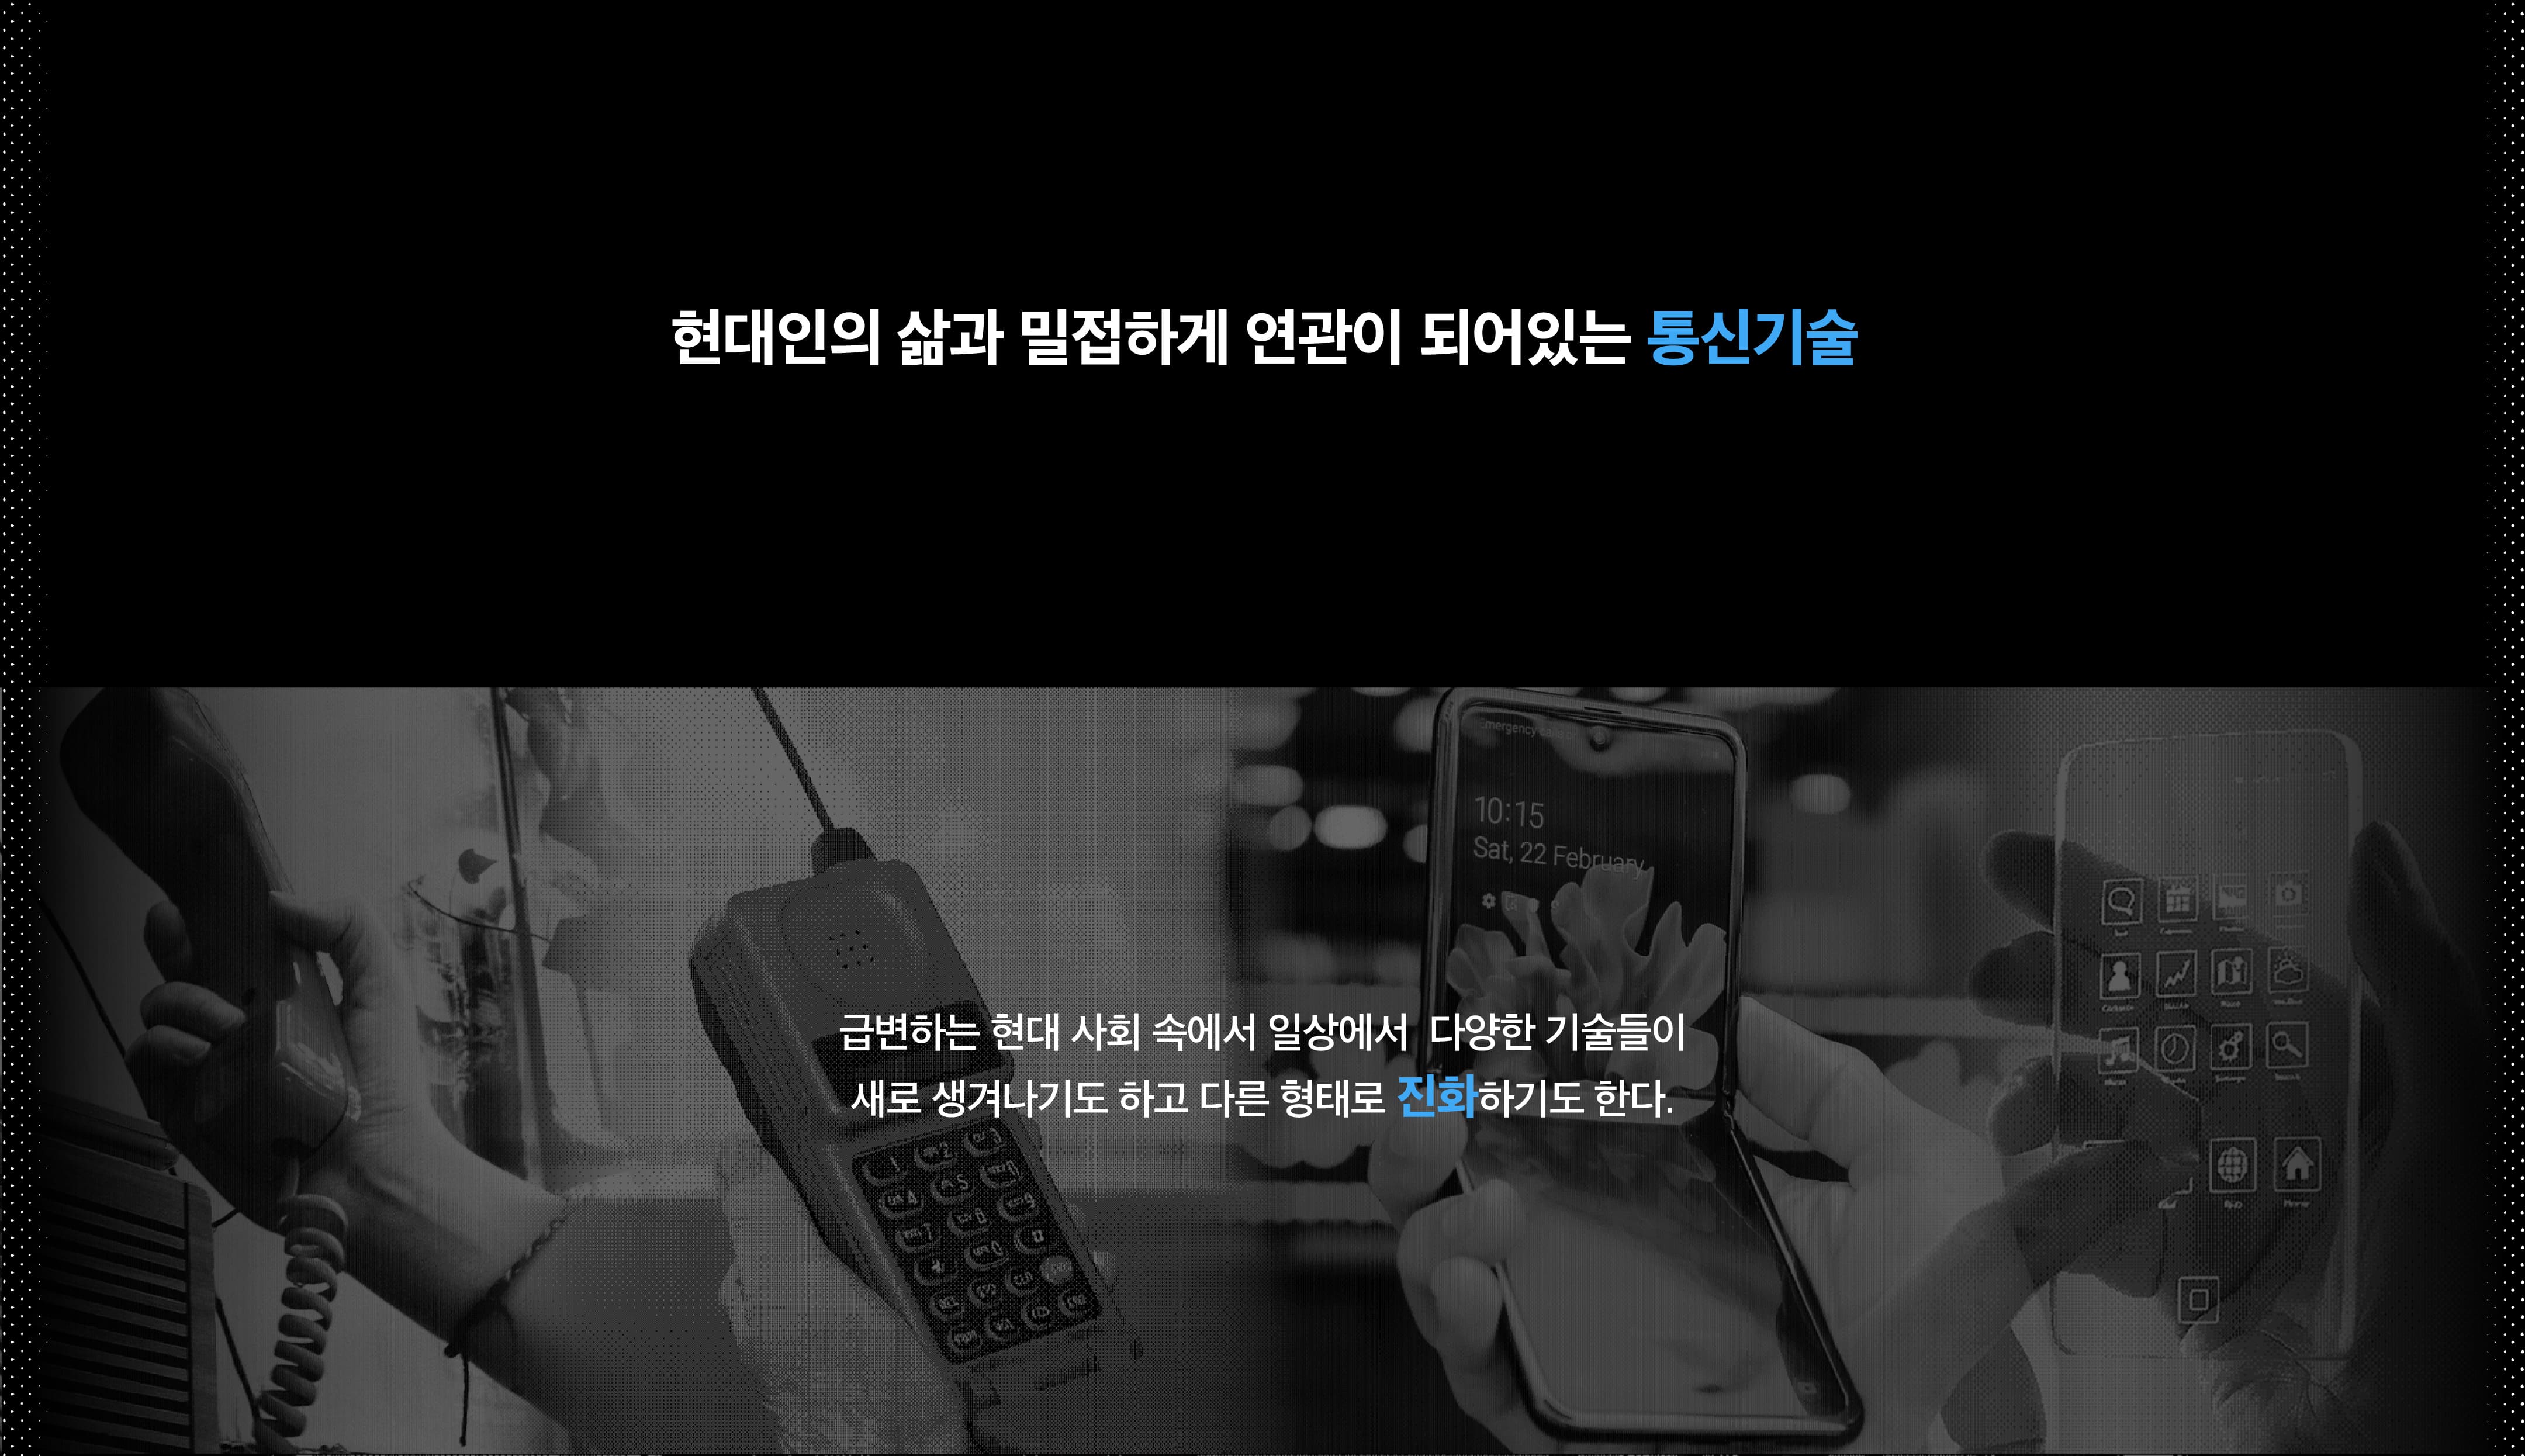 현대인의 삶과 밀접하게 연관이 되어있는 통신기술
10:15
Sat, 22 February
급변하는 현대 사회 속에서 일상에서 다양한 기술들이
새로 생겨나기도 하고 다른 형태로 진화하기도 한다.